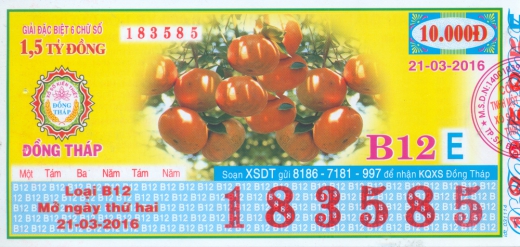 GIẢI ĐẶC BIỆT 6 CHỮ SỐ
1,5 TỶ ĐỒNG
183585
10.000Đ
21-03-2016
ĐỒNG THÁP
ĐỒNG THÁP
B12 E
Một Tám Ba Tám Năm Tám Năm
Soạn XSDT gửi 8186 - 7181 - 997 để nhận KQXS Đồng Tháp
Loại B12
Mở ngày thứ hai
21-03-2016
183585